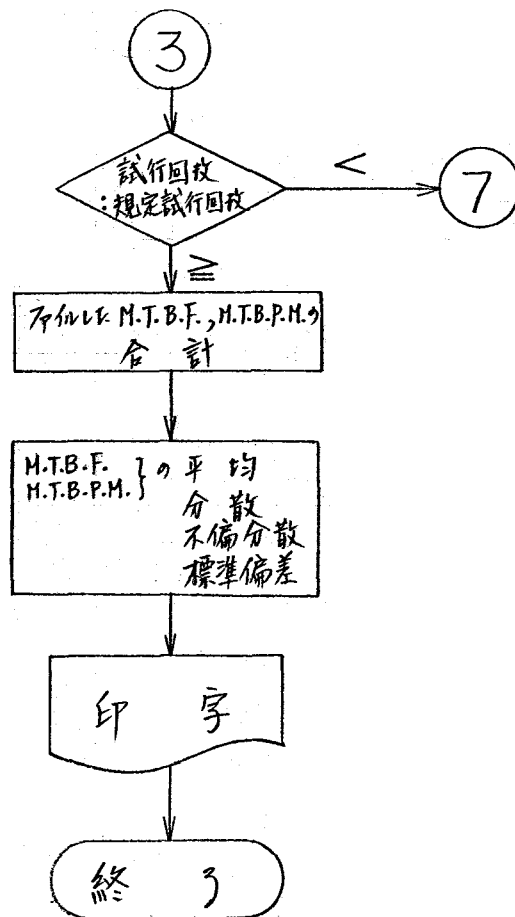 3
試行回数
:規定試行回数
<
7
≧
ファイルした M.T.B.F., M.T.B.P.M.の
合計
M.T.B.F.
M.T.B.P.M. }の平均
分散
不偏分散
標準偏差
印字
終了